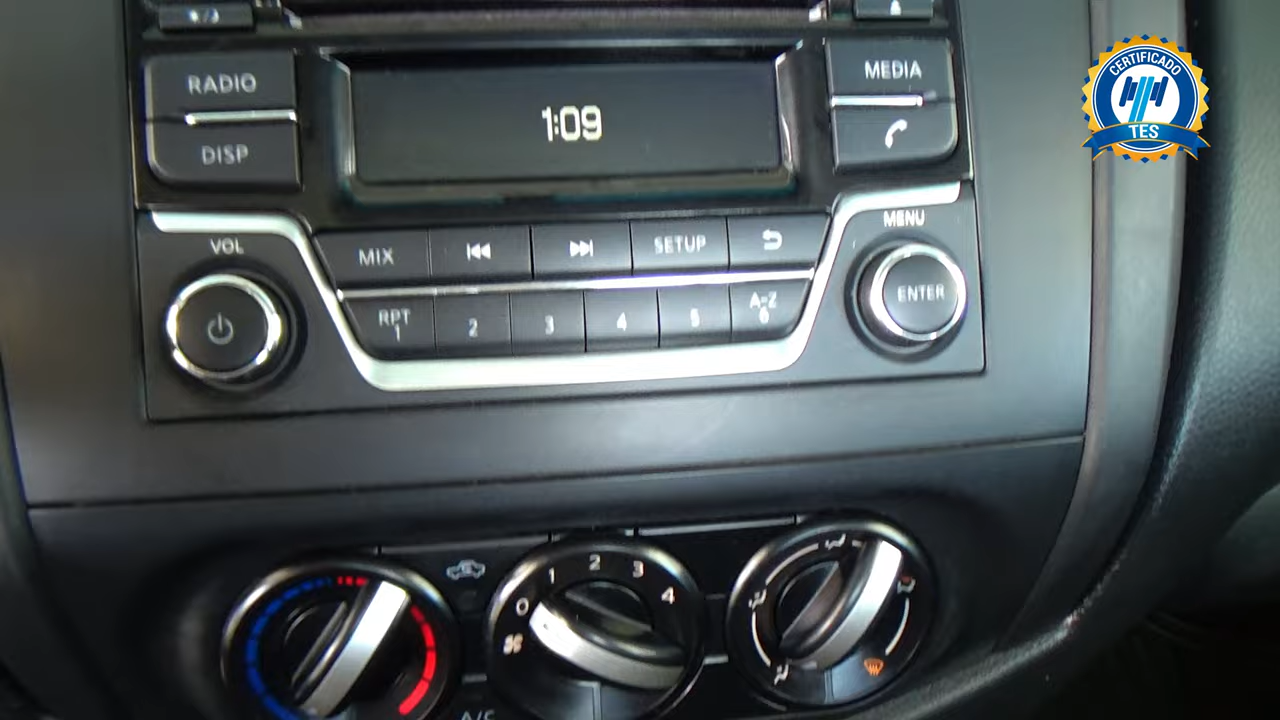 RADIO
MEDIA
1:09
DISP
VOL
MENU
MIX
SETUP
ENTER
RPT
1
2
3
4
5
A-Z
6
0
1
2
3
4
A/C
CERTIFICADO
TES